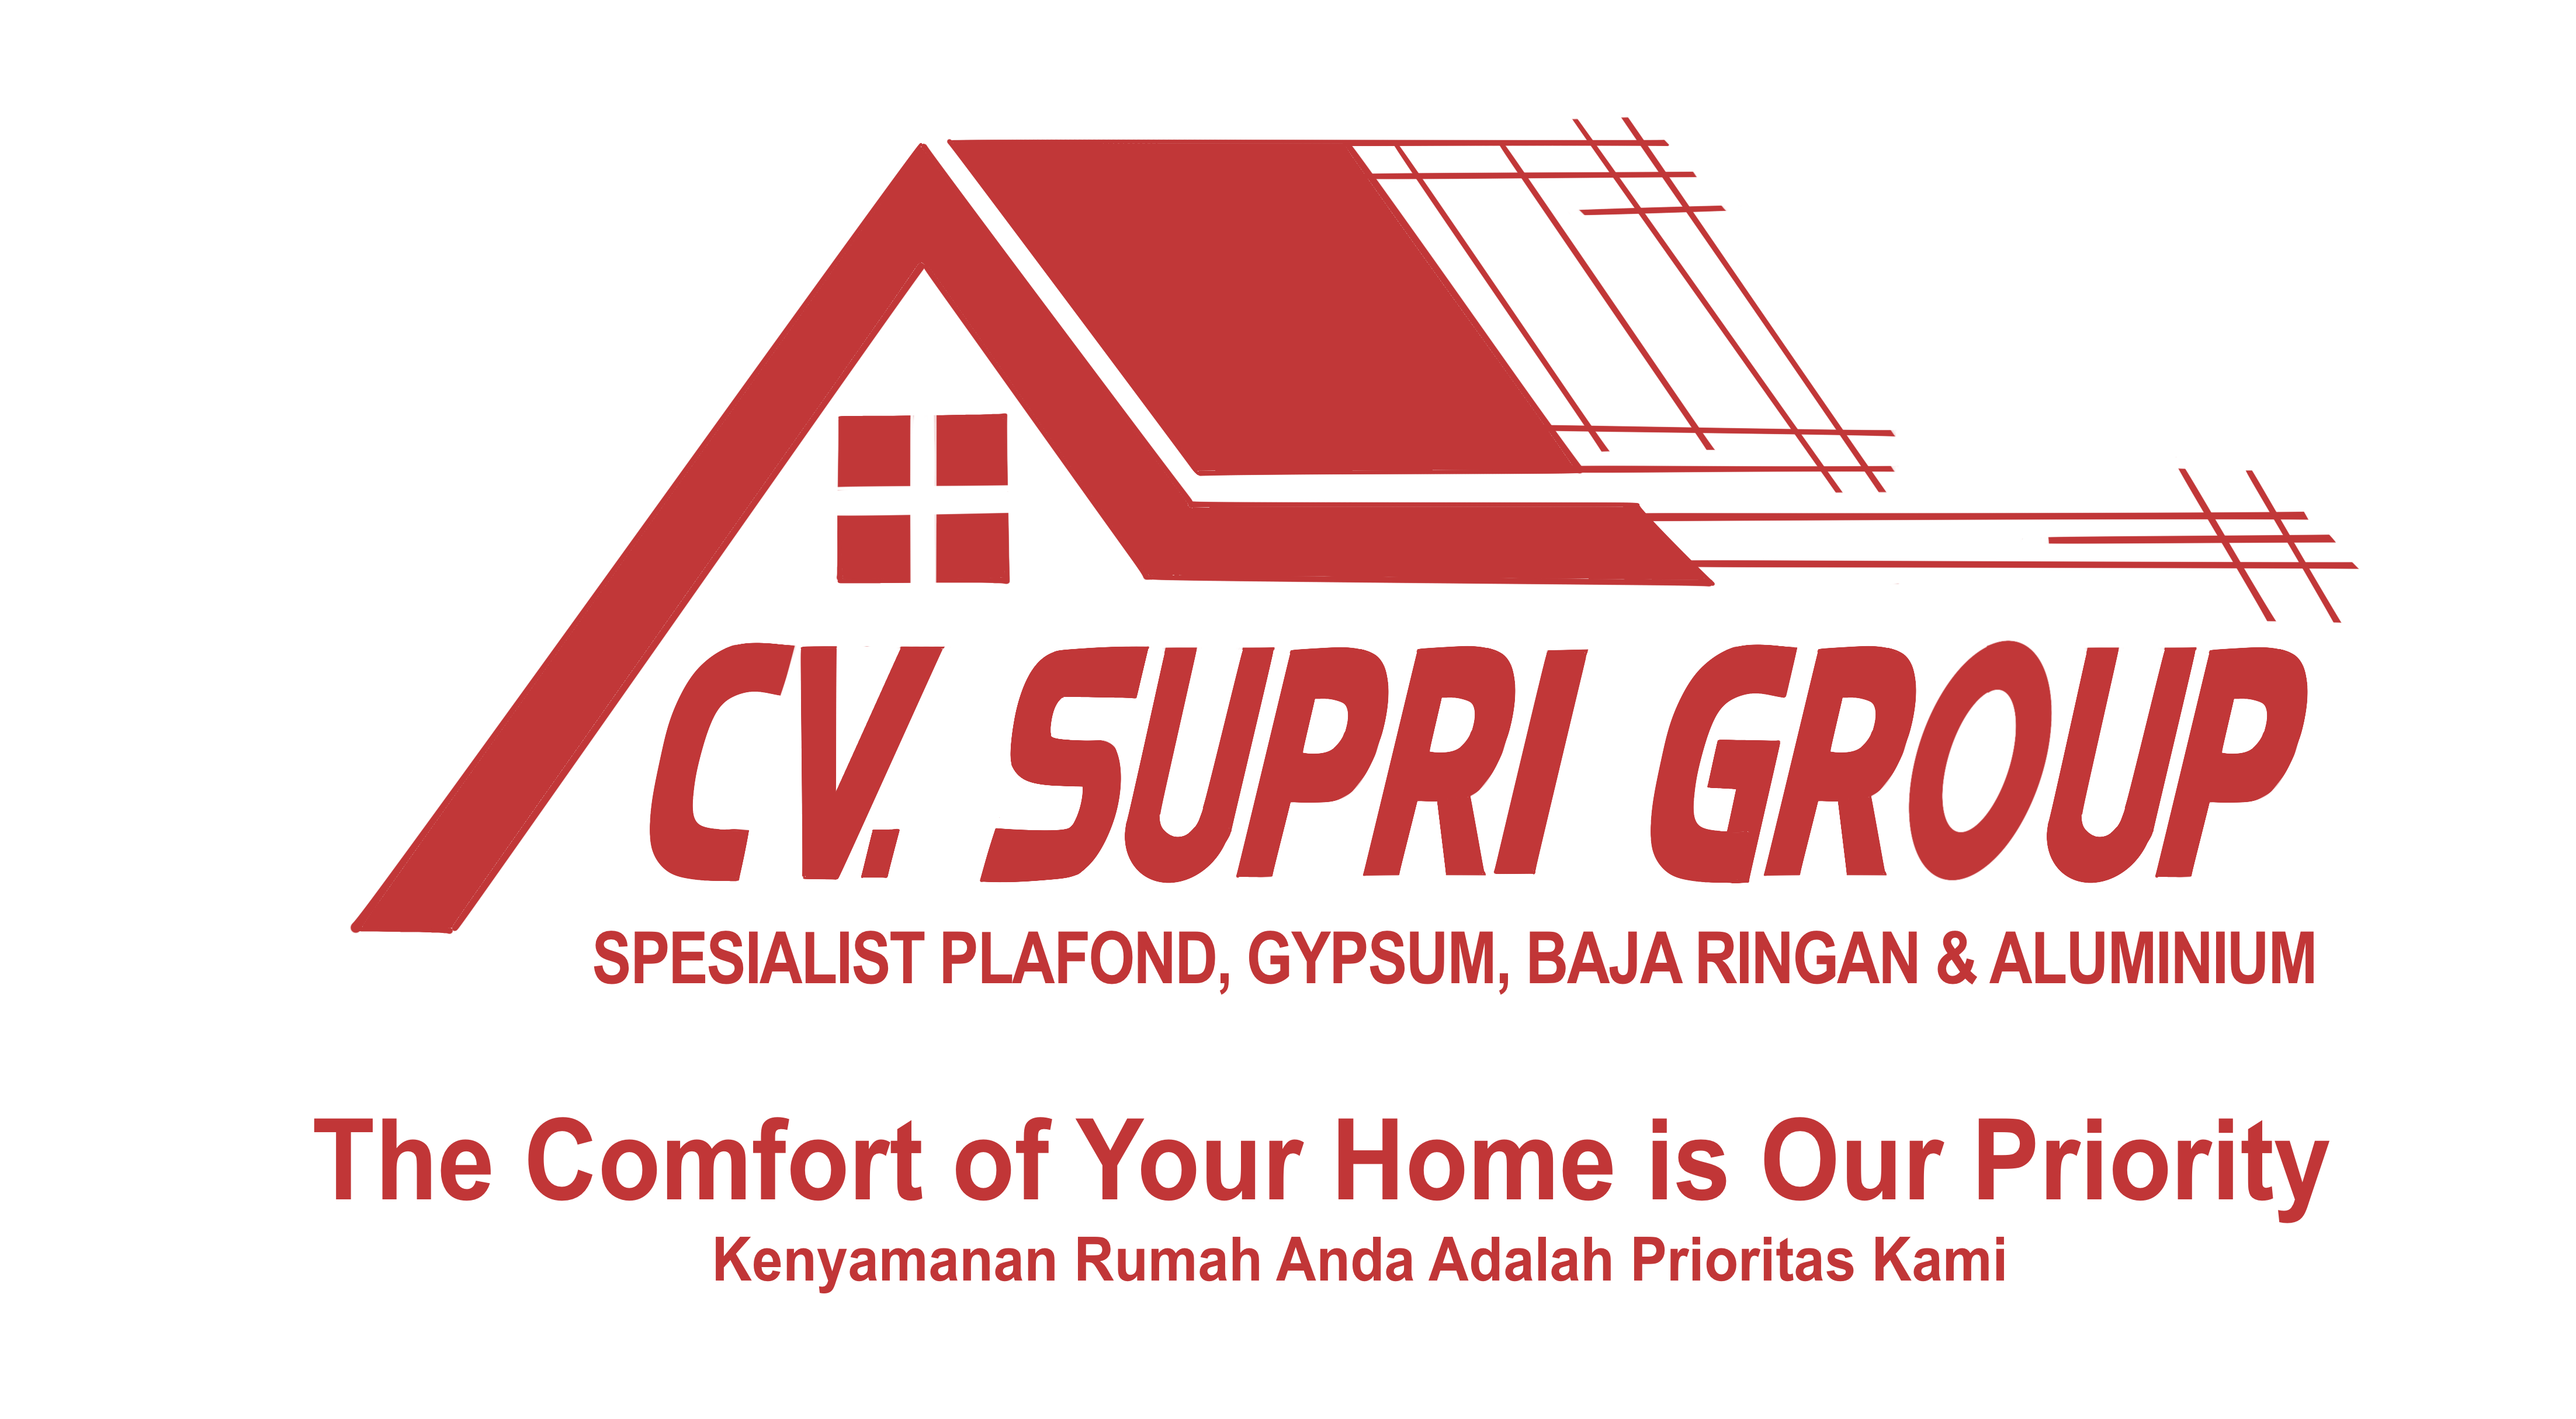 CV. SUPRI GROUP
SPESIALIST PLAFOND, GYPSUM, BAJA RINGAN & ALUMINIUM
The Comfort of Your Home is Our Priority
Kenyamanan Rumah Anda Adalah Prioritas Kami